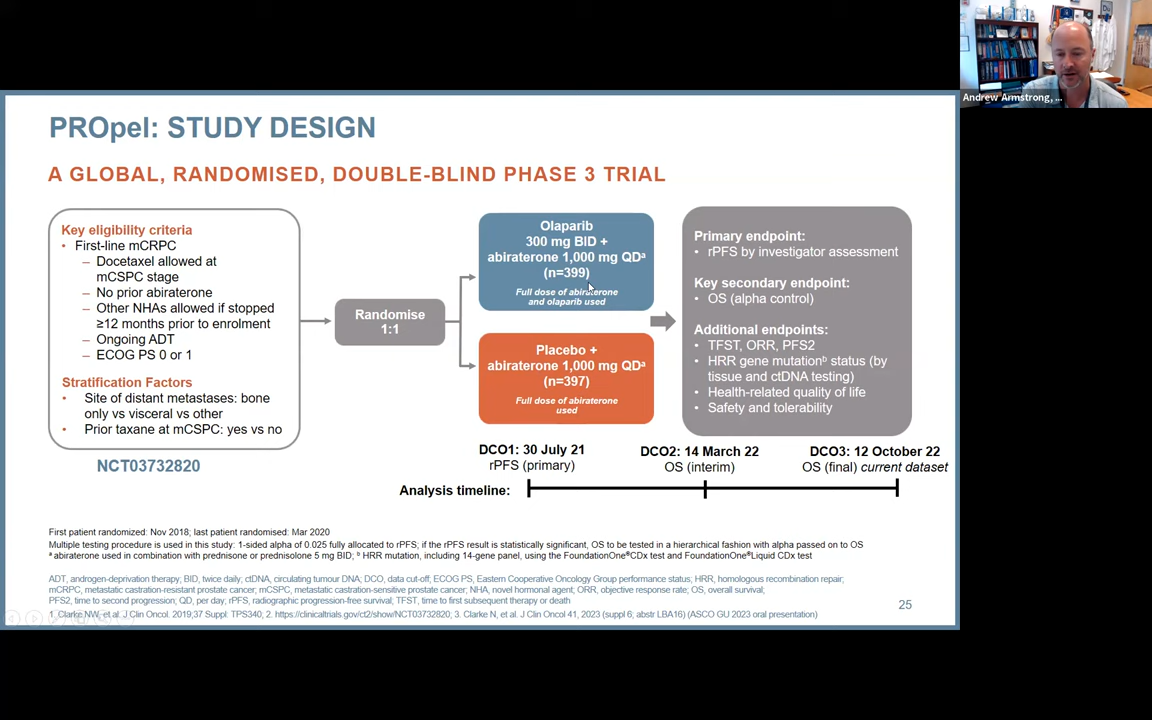 Andrew Armstrong, ...
PROpel: STUDY DESIGN
A GLOBAL, RANDOMISED, DOUBLE-BLIND PHASE 3 TRIAL
Key eligibility criteria
• First-line mCRPC
– Docetaxel allowed at
mCSPC stage
– No prior abiraterone
– Other NHAs allowed if stopped
≥12 months prior to enrolment
– Ongoing ADT
– ECOG PS 0 or 1
Stratification Factors
• Site of distant metastases: bone
only vs visceral vs other
• Prior taxane at mCSPC: yes vs no
NCT03732820
Randomise
1:1
Olaparib
300 mg BID +
abiraterone 1,000 mg QDᵃ
(n=399)
Full dose of abiraterone
and olaparib used
Placebo +
abiraterone 1,000 mg QDᵃ
(n=397)
Full dose of abiraterone
used
Primary endpoint:
• rPFS by investigator assessment
Key secondary endpoint:
• OS (alpha control)
Additional endpoints:
• TFST, ORR, PFS2
• HRR gene mutationᵇ status (by
tissue and ctDNA testing)
• Health-related quality of life
• Safety and tolerability
DCO1: 30 July 21
rPFS (primary)
DCO2: 14 March 22
OS (interim)
DCO3: 12 October 22
OS (final) current dataset
Analysis timeline:
First patient randomized: Nov 2018; last patient randomised: Mar 2020
Multiple testing procedure is used in this study: 1-sided alpha of 0.025 fully allocated to rPFS; if the rPFS result is statistically significant, OS to be tested in a hierarchical fashion with alpha passed on to OS
ᵃ abiraterone used in combination with prednisone or prednisolone 5 mg BID; ᵇ HRR mutation, including 14-gene panel, using the FoundationOne®CDx test and FoundationOne®Liquid CDx test
ADT, androgen-deprivation therapy; BID, twice daily; ctDNA, circulating tumour DNA; DCO, data cut-off; ECOG PS, Eastern Cooperative Oncology Group performance status; HRR, homologous recombination repair;
mCRPC, metastatic castration-resistant prostate cancer; mCSPC, metastatic castration-sensitive prostate cancer; NHA, novel hormonal agent; ORR, objective response rate; OS, overall survival;
PFS2, time to second progression; QD, per day; rPFS, radiographic progression-free survival; TFST, time to first subsequent therapy or death
1. Clarke NW, et al. J Clin Oncol. 2019;37 Suppl: TPS340; 2. https://clinicaltrials.gov/ct2/show/NCT03732820; 3. Clarke N, et al. J Clin Oncol 41, 2023 (suppl 6; abstr LBA16) (ASCO GU 2023 oral presentation)
25